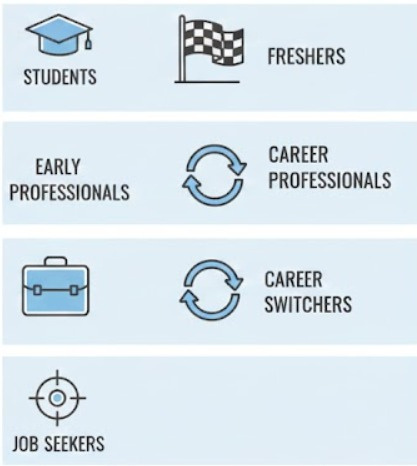 STUDENTS
FRESHERS
EARLY
PROFESSIONALS
CAREER
PROFESSIONALS
CAREER
SWITCHERS
JOB SEEKERS